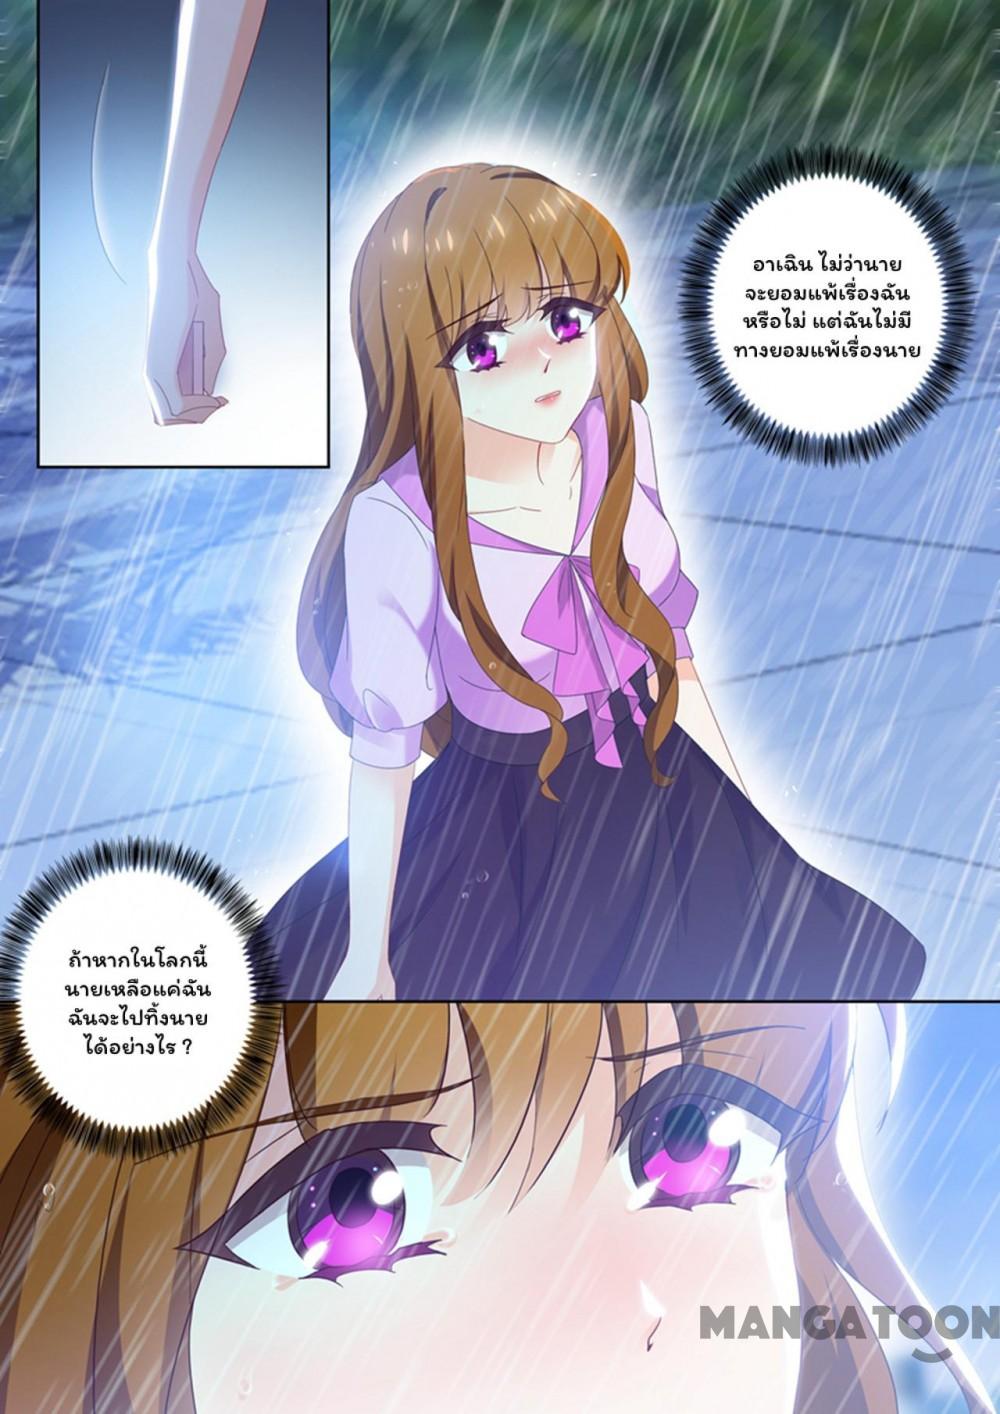 อาเฉิน ไม่ว่านาย
จะยอมแพ้เรื่องฉัน
หรือไม่ แต่ฉันไม่มี
ทางยอมแพ้เรื่องนาย
ถ้าหากในโลกนี้
นายเหลือแค่ฉัน
ฉันจะไปทิ้งนาย
ได้อย่างไร ?
MANGATOON